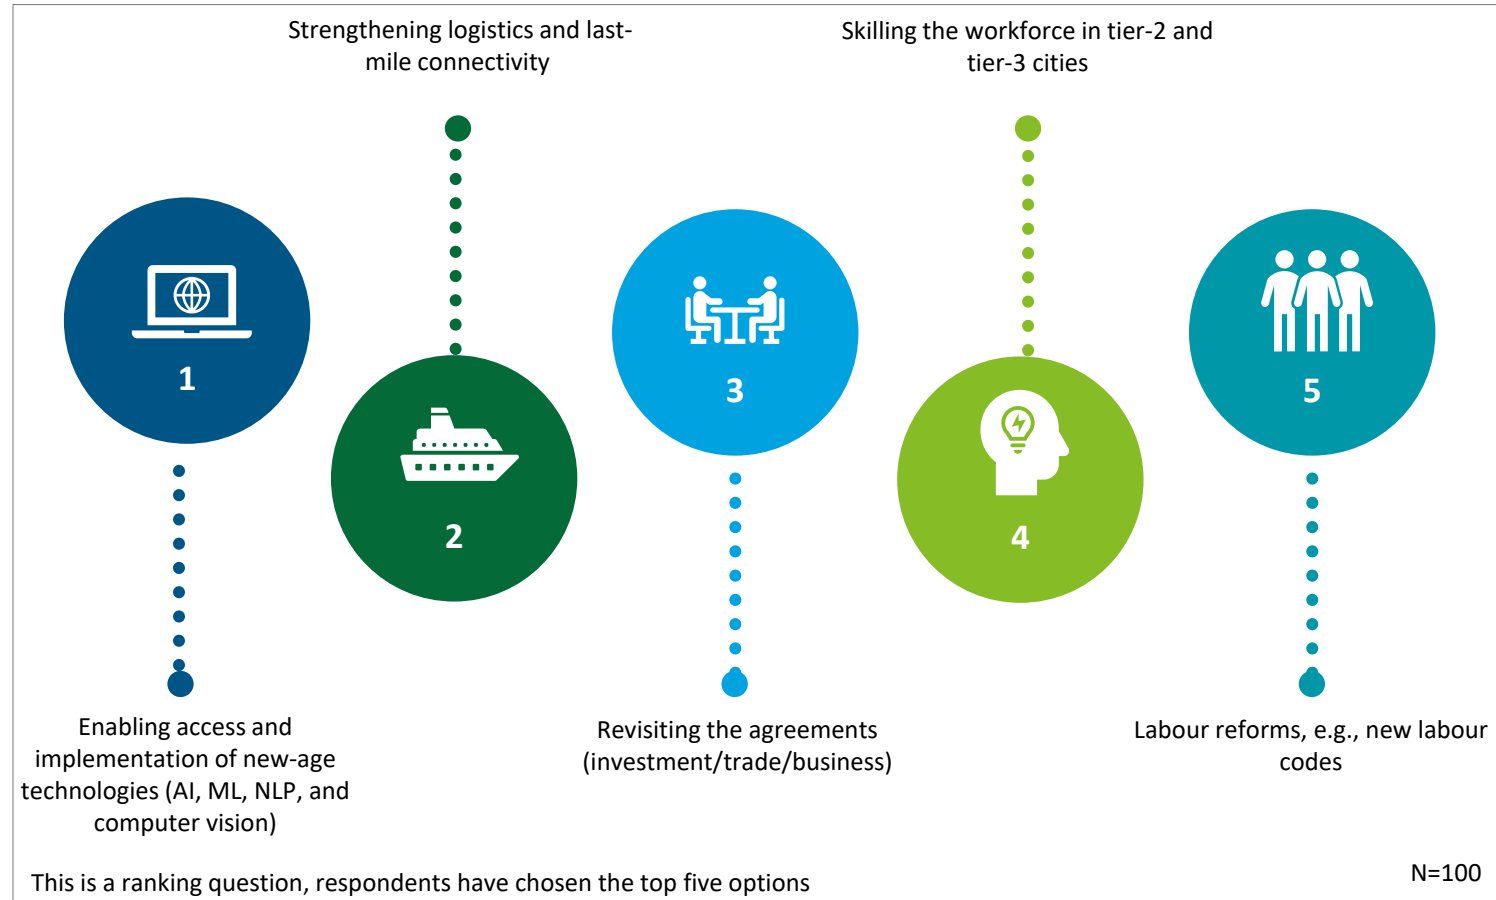 Strengthening logistics and last-
mile connectivity
Skilling the workforce in tier-2 and
tier-3 cities
1
2
3
4
5
Enabling access and
implementation of new-age
technologies (AI, ML, NLP, and
computer vision)
Revisiting the agreements
(investment/trade/business)
Labour reforms, e.g., new labour
codes
This is a ranking question, respondents have chosen the top five options
N=100